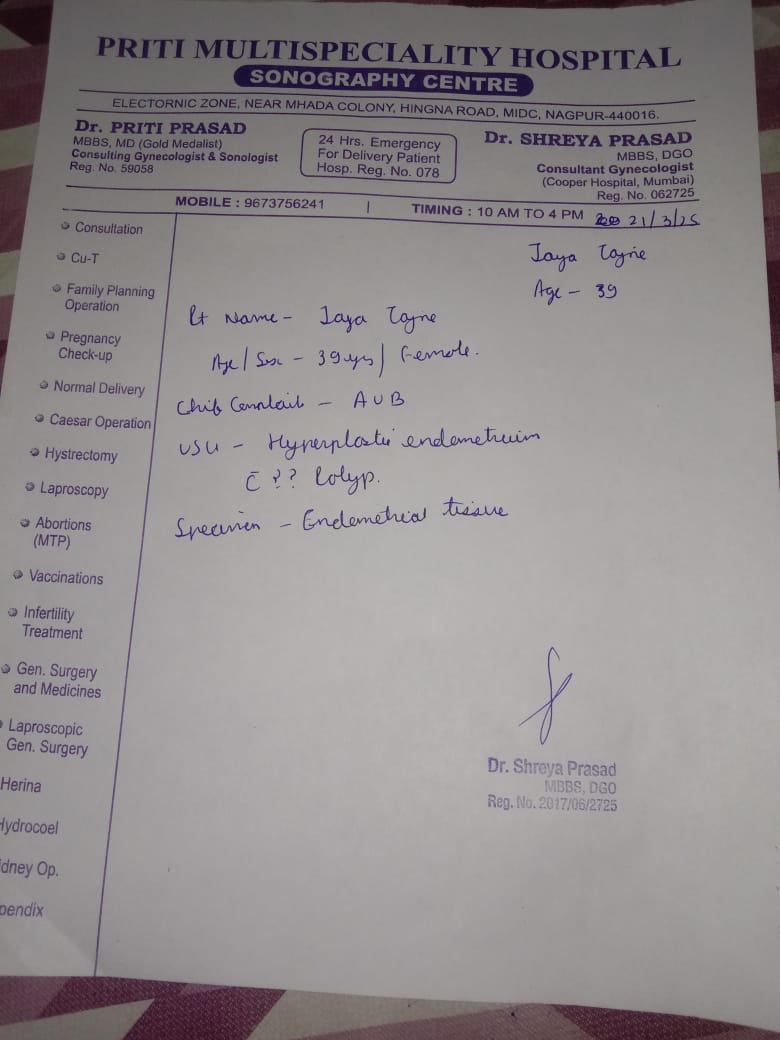 PRITI MULTISPECIALITY HOSPITAL
SONOGRAPHY CENTRE
ELECTORNIC ZONE, NEAR MHADA COLONY, HINGNA ROAD, MIDC, NAGPUR-440016.
Dr. PRITI PRASAD
MBBS, MD (Gold Medalist)
Consulting Gynecologist & Sonologist
Reg. No. 59058
24 Hrs. Emergency
For Delivery Patient
Hosp. Reg. No. 078
Dr. SHREYA PRASAD
MBBS, DGO
Consultant Gynecologist
(Cooper Hospital, Mumbai)
Reg. No. 062725
MOBILE : 9673756241 | TIMING : 10 AM TO 4 PM 21/3/25
Jaya
Age - 39
Pt Name - Jaya
Age/Sex - 39 yrs/Female.
- AUB
- Hyperplastic endometrium
c̄ ?? Polyp.
Specimen - Endometrial tissue
Consultation
Cu-T
Family Planning
Operation
Pregnancy
Check-up
Normal Delivery
Caesar Operation
Hystrectomy
Laproscopy
Abortions
(MTP)
Vaccinations
Infertility
Treatment
Gen. Surgery
and Medicines
Laproscopic
Gen. Surgery
Herina
ydrocoel
dney Op.
pendix
Dr. Shreya Prasad
MBBS, DGO
Reg. No. 2017/06/2725